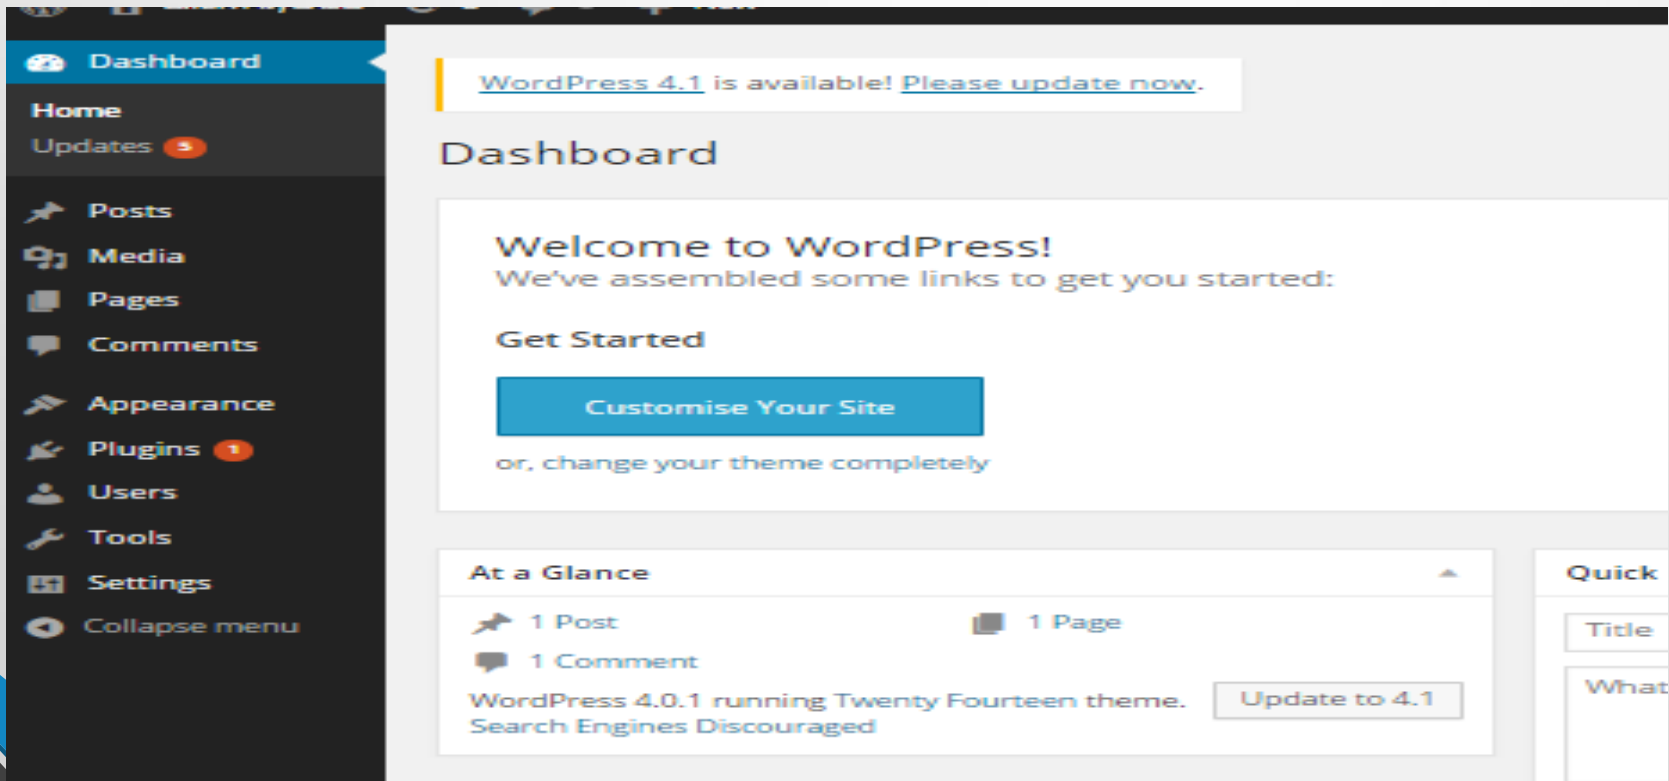 Dashboard
Home
Updates 5
Posts
Media
Pages
Comments
Appearance
Plugins 1
Users
Tools
Settings
Collapse menu
WordPress 4.1 is available! Please update now.
Dashboard
Welcome to WordPress!
We've assembled some links to get you started:
Get Started
Customise Your Site
or, change your theme completely
At a Glance
1 Post
1 Page
1 Comment
WordPress 4.0.1 running Twenty Fourteen theme.
Update to 4.1
Search Engines Discouraged
Quick
Title
What